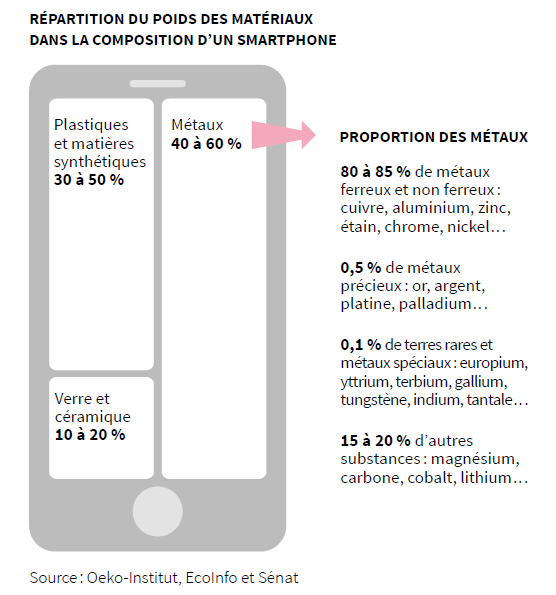 RÉPARTITION DU POIDS DES MATÉRIAUX
DANS LA COMPOSITION D’UN SMARTPHONE
Plastiques
et matières
synthétiques
30 à 50 %
Verre et
céramique
10 à 20 %
Métaux
40 à 60 %
PROPORTION DES MÉTAUX
80 à 85 % de métaux
ferreux et non ferreux :
cuivre, aluminium, zinc,
étain, chrome, nickel…
0,5 % de métaux
précieux : or, argent,
platine, palladium…
0,1 % de terres rares et
métaux spéciaux : europium,
yttrium, terbium, gallium,
tungstène, indium, tantale…
15 à 20 % d’autres
substances : magnésium,
carbone, cobalt, lithium…
Source : Oeko-Institut, EcoInfo et Sénat